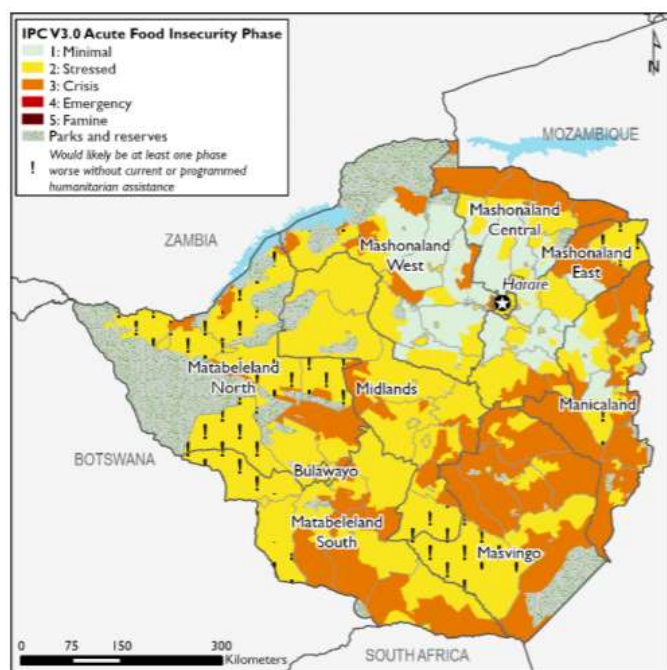 IPC V3.0 Acute Food Insecurity Phase
1: Minimal
2: Stressed
3: Crisis
4: Emergency
5: Famine
Parks and reserves
! Would likely be at least one phase
worse without current or programmed
humanitarian assistance
N
MOZAMBIQUE
ZAMBIA
Mashonaland
Central
Mashonaland
West
Mashonaland
East
Harare
Matabeleland
North
Midlands
Manicaland
BOTSWANA
Bulawayo
Matabeleland
South
Masvingo
0 75 150 300
Kilometers
SOUTH AFRICA